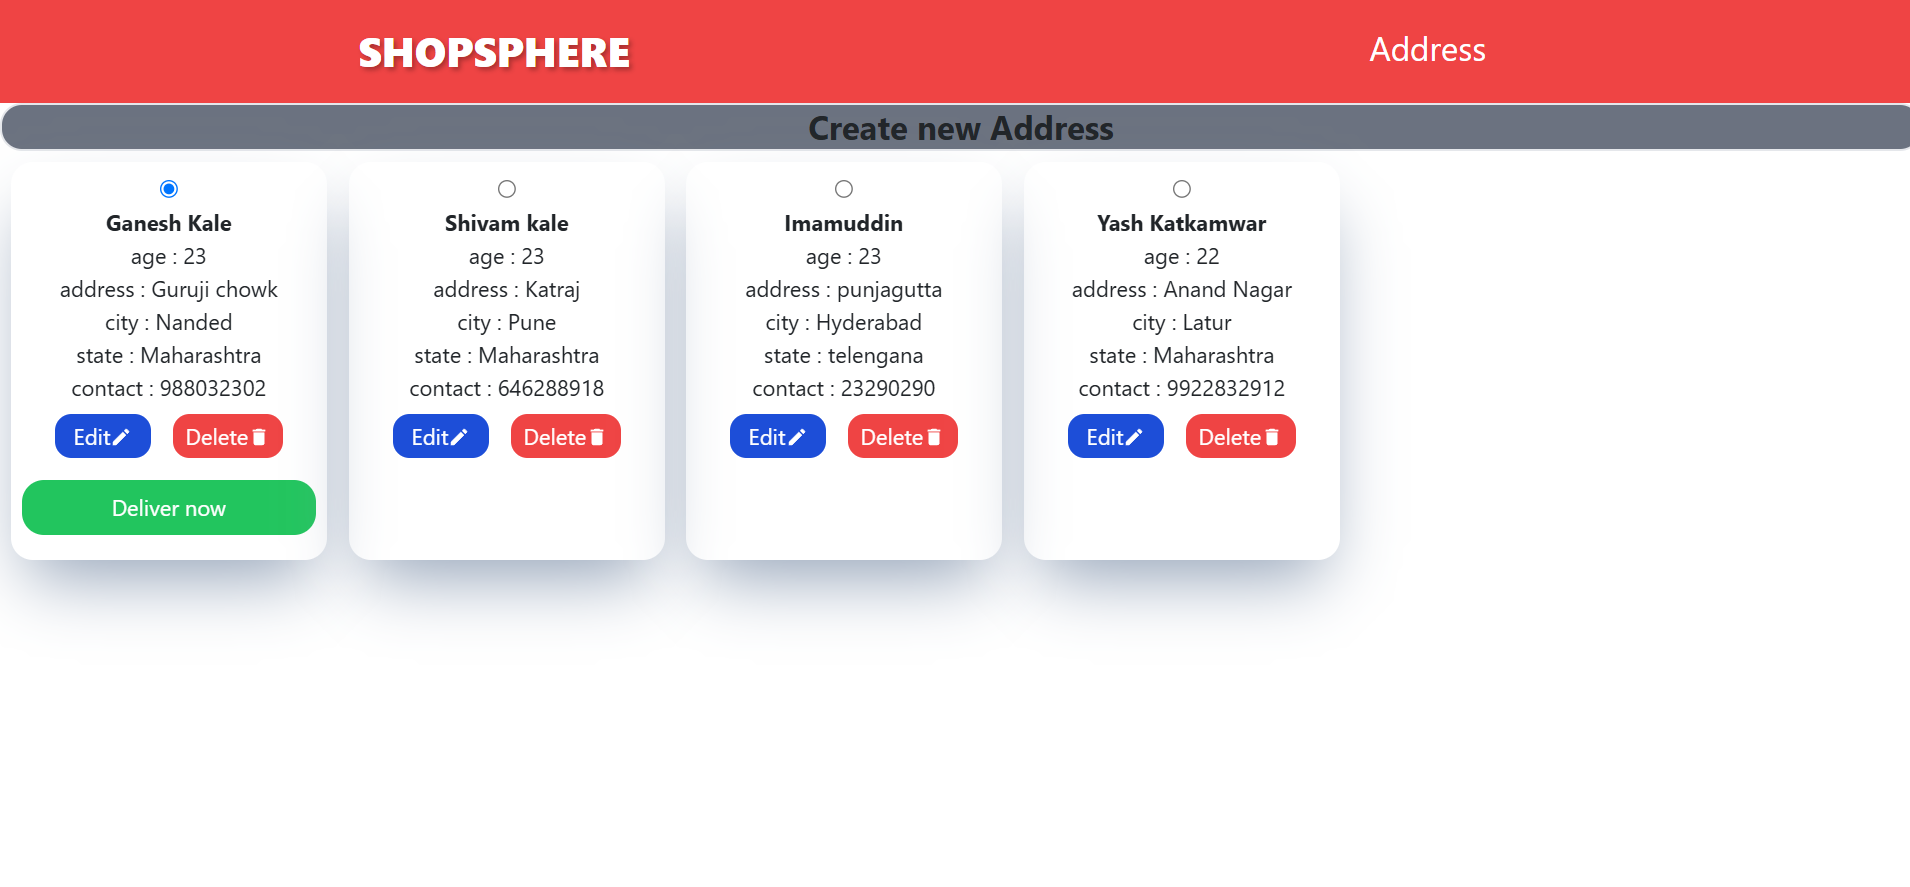 SHOPSPHERE
Address
Create new Address
Ganesh Kale
age : 23
address : Guruji chowk
city : Nanded
state : Maharashtra
contact : 988032302
Edit
Delete
Deliver now
Shivam kale
age : 23
address : Katraj
city : Pune
state : Maharashtra
contact : 646288918
Edit
Delete
Imamuddin
age : 23
address : punjagutta
city : Hyderabad
state : telengana
contact : 23290290
Edit
Delete
Yash Katkamwar
age : 22
address : Anand Nagar
city : Latur
state : Maharashtra
contact : 9922832912
Edit
Delete